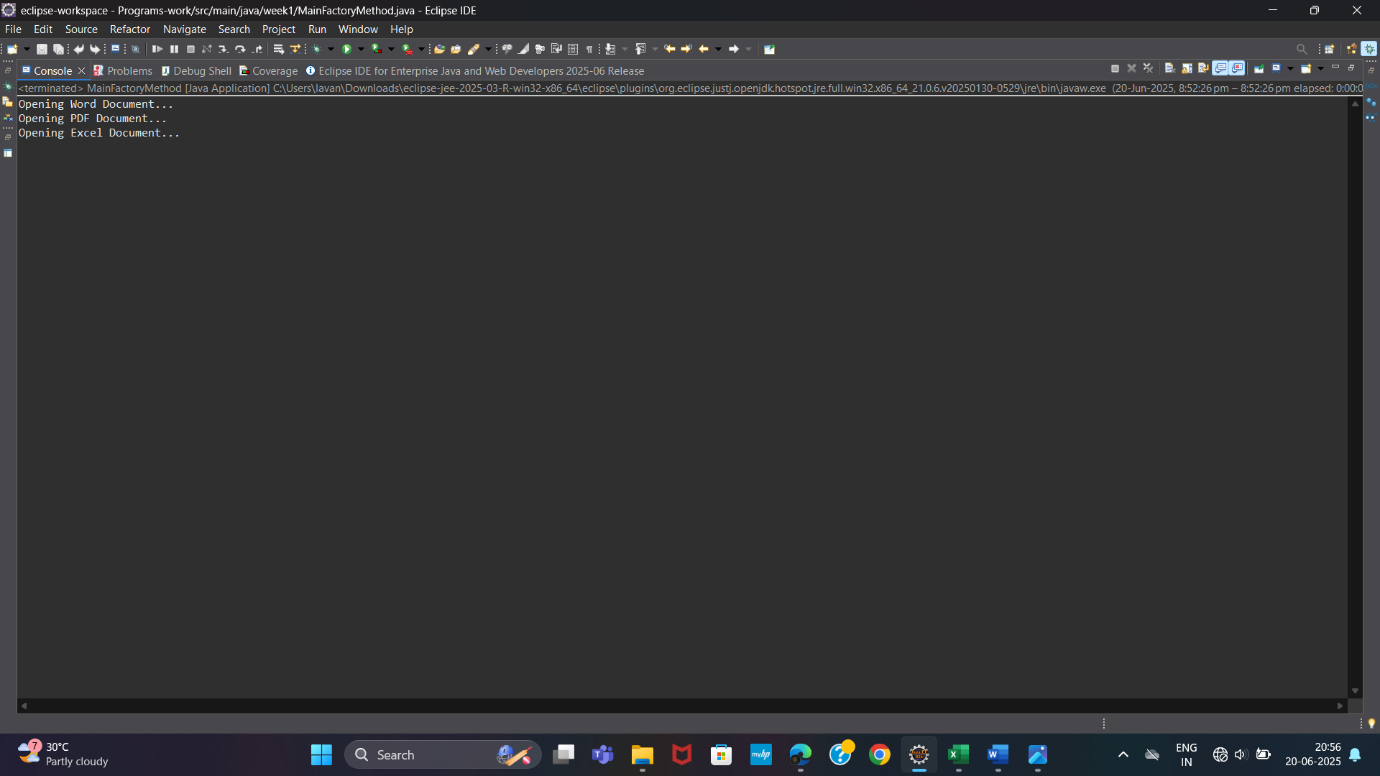 eclipse-workspace - Programs-work/src/main/java/week1/MainFactoryMethod.java - Eclipse IDE
File Edit Source Refactor Navigate Search Project Run Window Help
Console Problems Debug Shell Coverage Eclipse IDE for Enterprise Java and Web Developers 2025-06 Release
<terminated> MainFactoryMethod [Java Application] C:\Users\lavan\Downloads\eclipse-jee-2025-03-R-win32-x86_64\eclipse\plugins\org.eclipse.justj.openjdk.hotspot.jre.full.win32.x86_64_21.0.6.v20250130-0529\jre\bin\javaw.exe (20-Jun-2025, 8:52:26 pm – 8:52:26 pm elapsed: 0:00:0
Opening Word Document...
Opening PDF Document...
Opening Excel Document...
7
30°C
Partly cloudy
Search
myhp
ENG
IN
20:56
20-06-2025